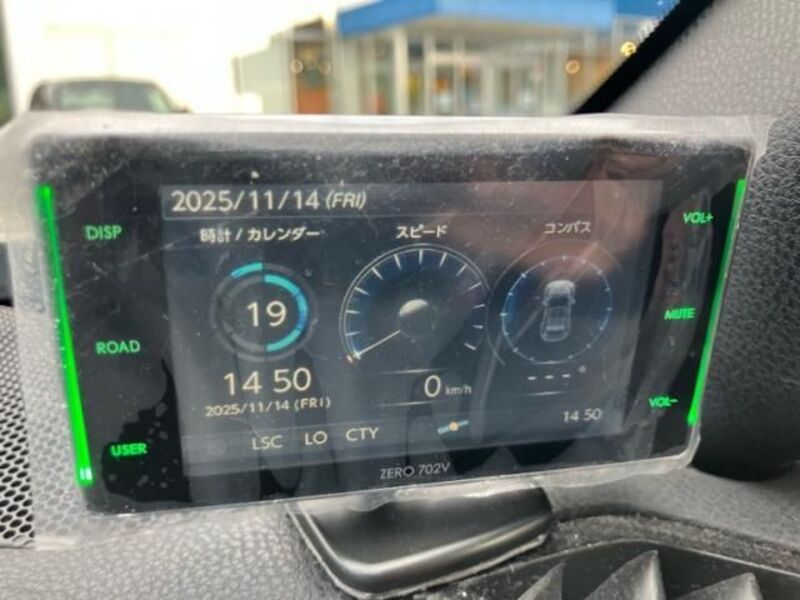 2025/11/14 (FRI)
時計 / カレンダー
スピード
コンパス
19
14 50
2025/11/14 (FRI)
0 km/h
---°
LSC LO CTY
14 50
DISP
ROAD
USER
VOL+
MUTE
VOL-
ZERO 702V